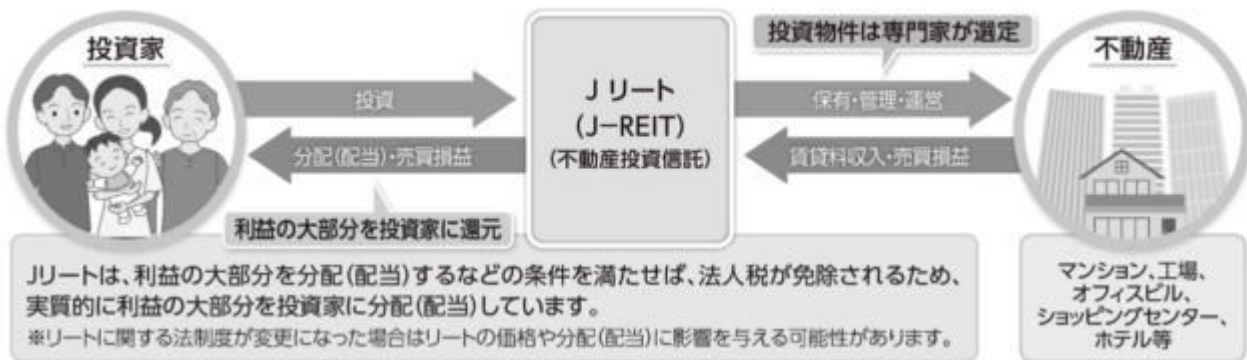 投資家
投資
分配(配当)・売買損益
利益の大部分を投資家に還元
Jリート
(J-REIT)
(不動産投資信託)
投資物件は専門家が選定
保有・管理・運営
賃貸料収入・売買損益
不動産
Jリートは、利益の大部分を分配(配当)するなどの条件を満たせば、法人税が免除されるため、
実質的に利益の大部分を投資家に分配(配当)しています。
※リートに関する法制度が変更になった場合はリートの価格や分配(配当)に影響を与える可能性があります。
マンション、工場、
オフィスビル、
ショッピングセンター、
ホテル等